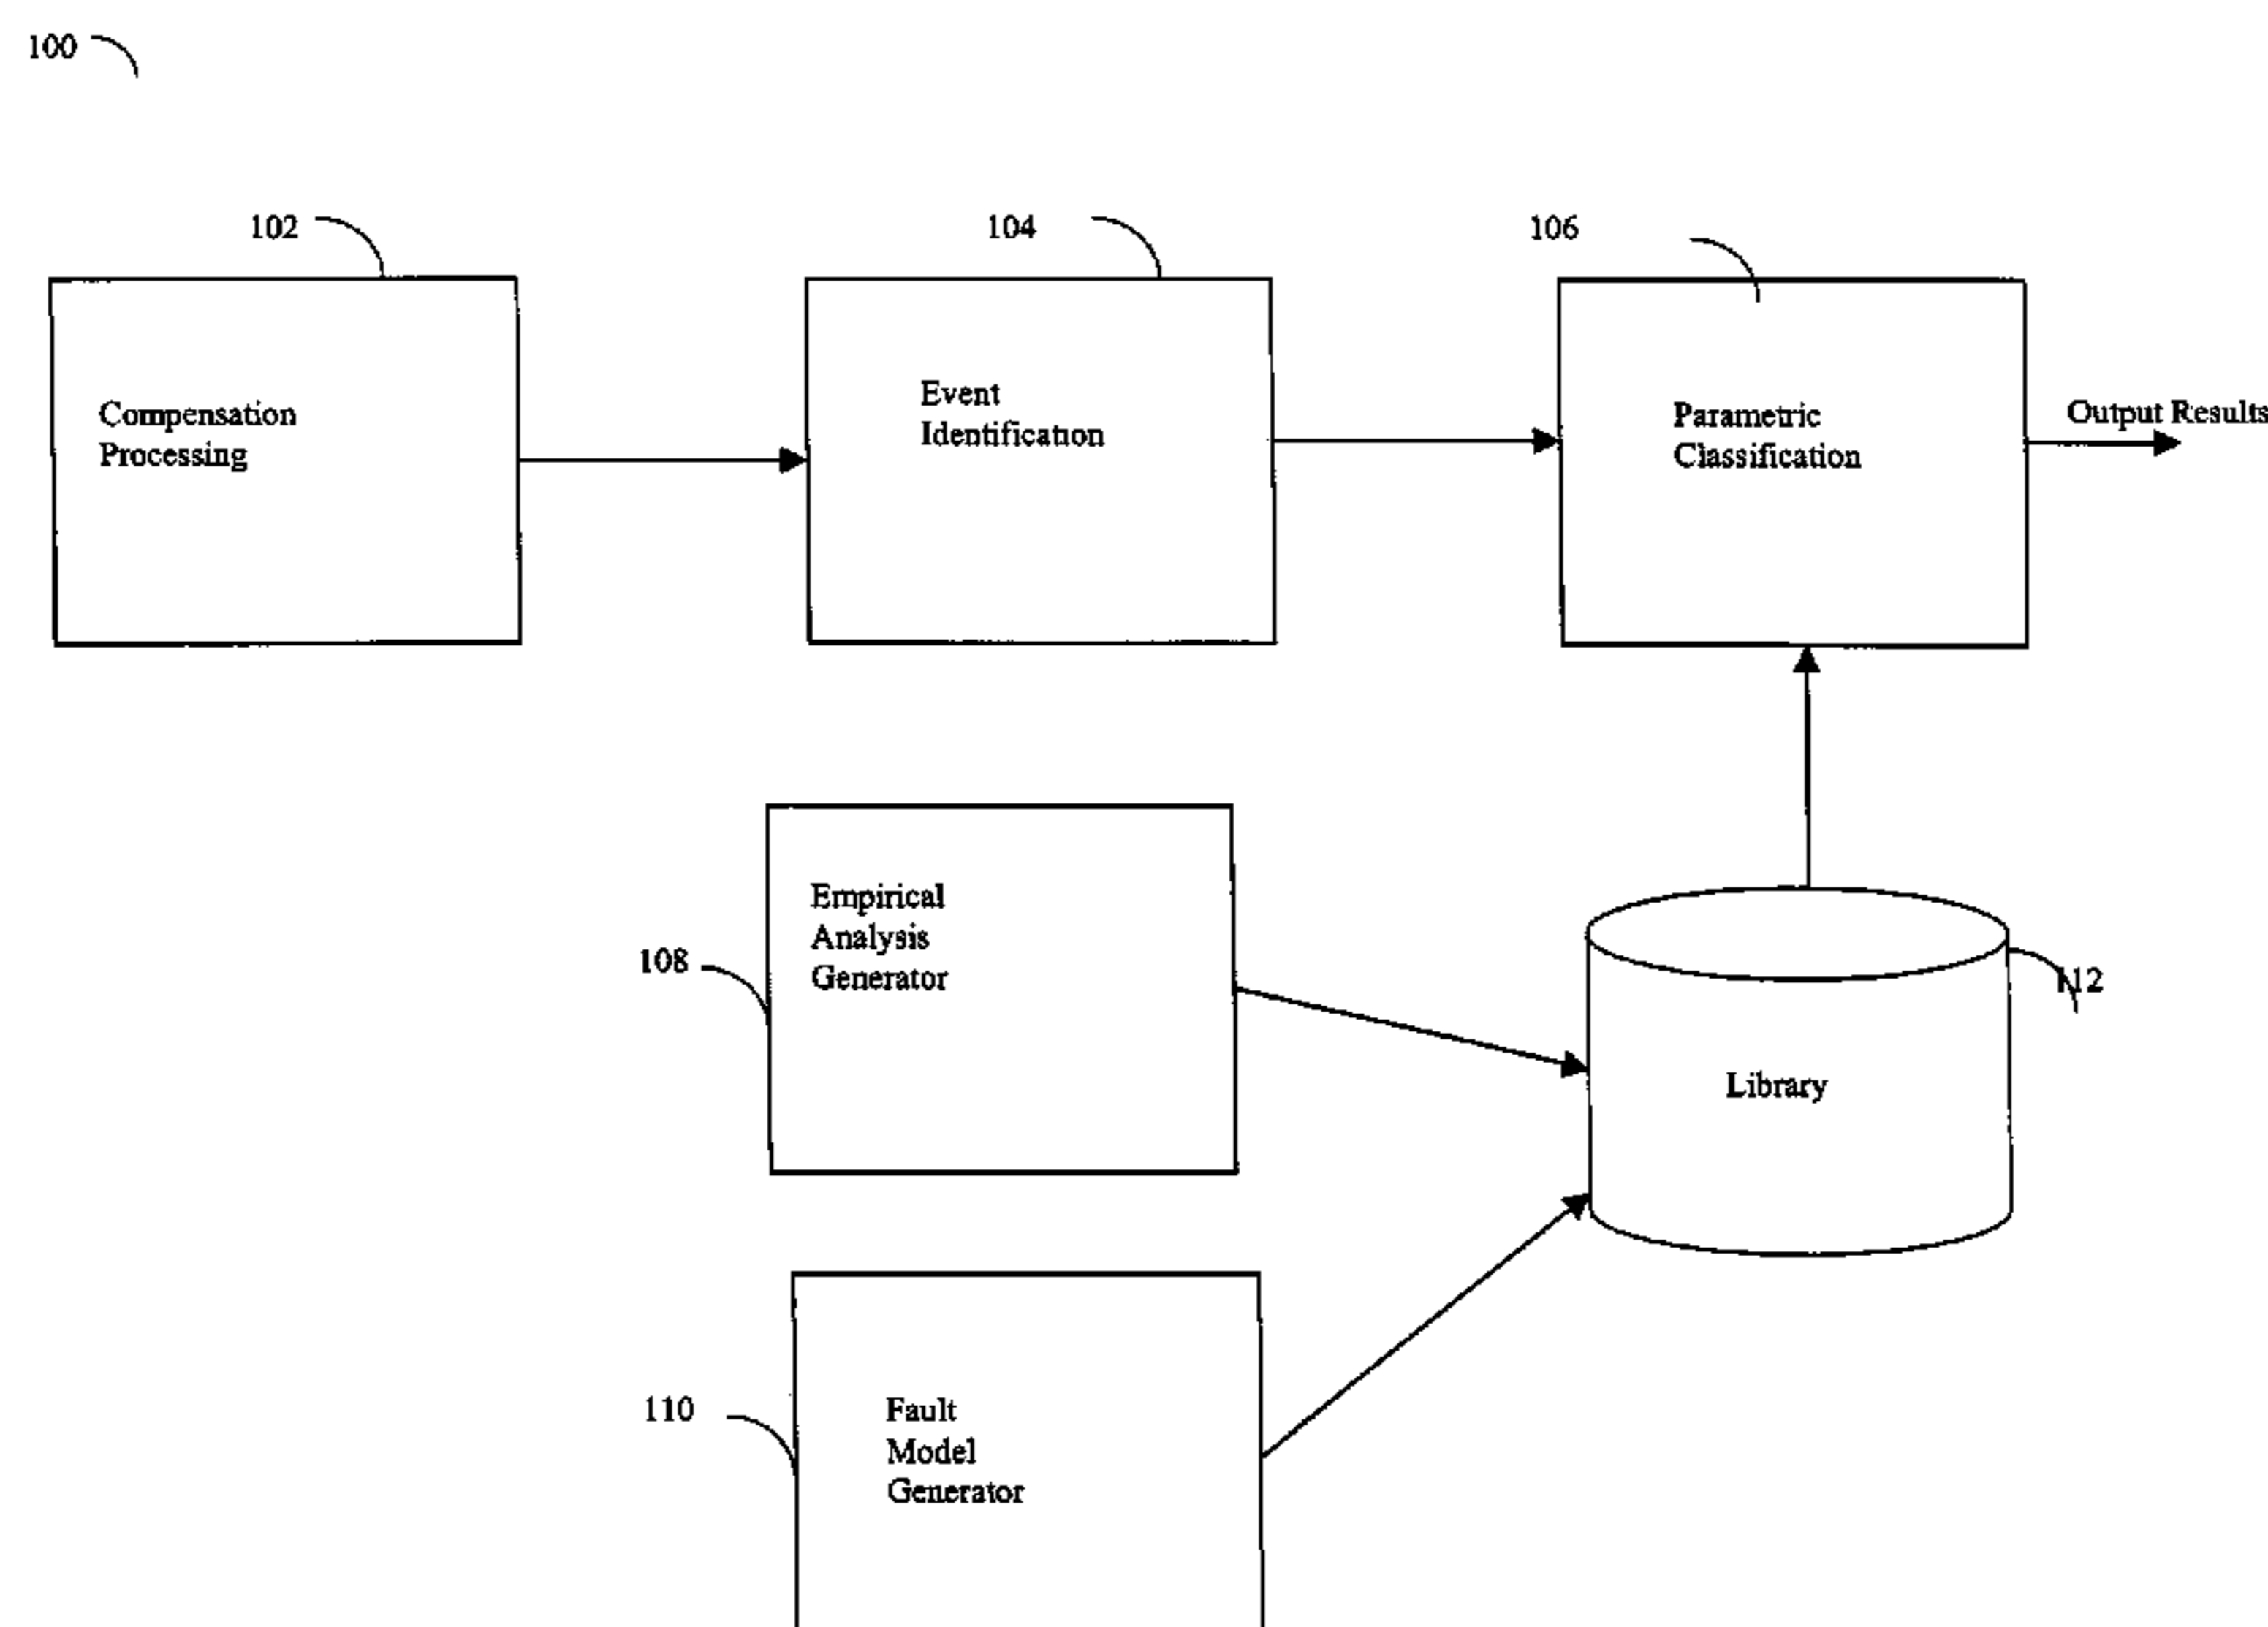 100
102
104
106
Compensation
Processing
Event
Identification
Parametric
Classification
Output Results
Empirical
Analysis
Generator
108
112
Library
110
Fault
Model
Generator